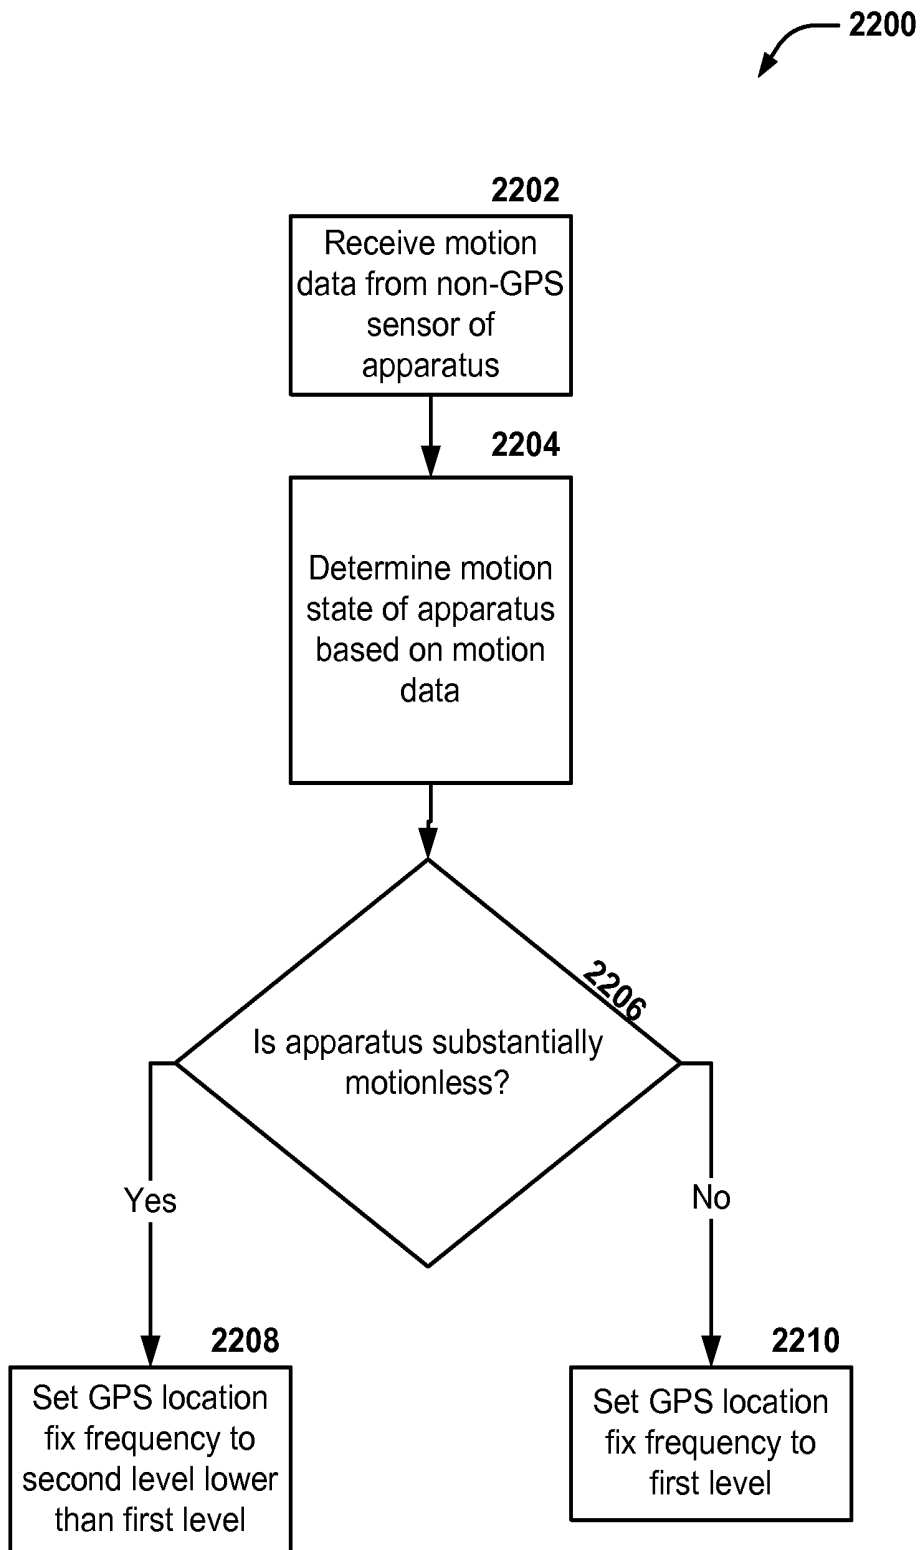 2200
2202
Receive motion
data from non-GPS
sensor of
apparatus
2204
Determine motion
state of apparatus
based on motion
data
2206
Is apparatus substantially
motionless?
Yes
No
2208
Set GPS location
fix frequency to
second level lower
than first level
2210
Set GPS location
fix frequency to
first level